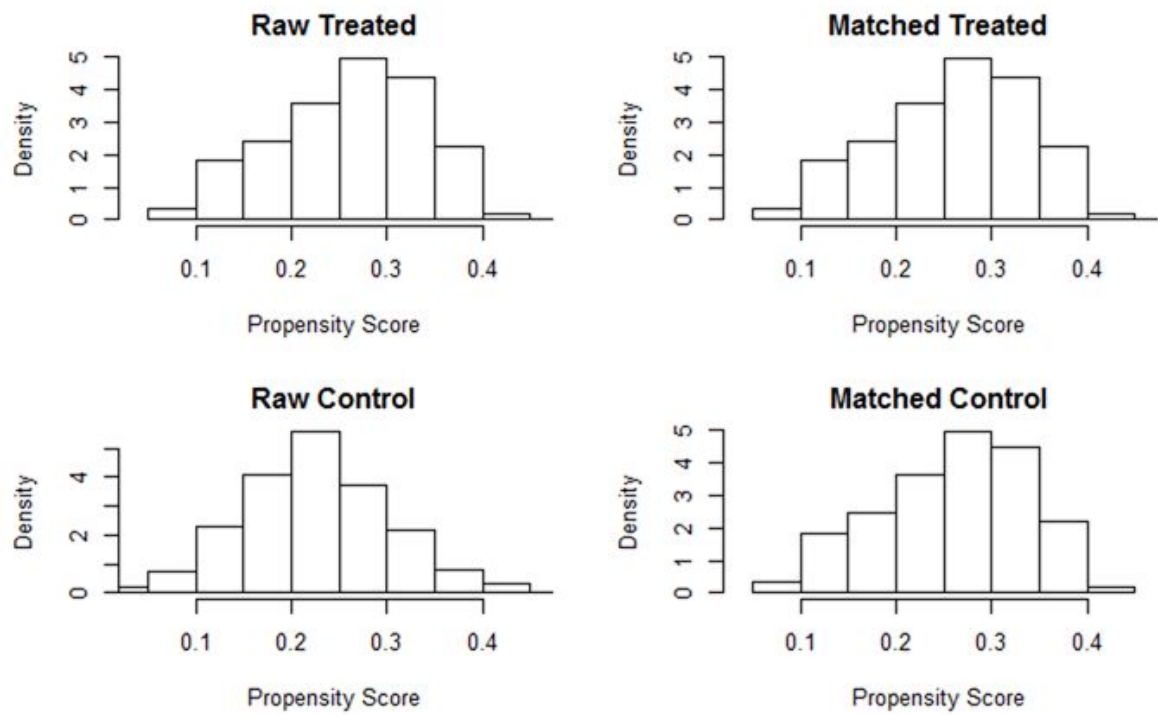 Raw Treated
Density
0 1 2 3 4 5
0.1 0.2 0.3 0.4
Propensity Score
Matched Treated
Density
0 1 2 3 4 5
0.1 0.2 0.3 0.4
Propensity Score
Raw Control
Density
0 2 4
0.1 0.2 0.3 0.4
Propensity Score
Matched Control
Density
0 1 2 3 4 5
0.1 0.2 0.3 0.4
Propensity Score